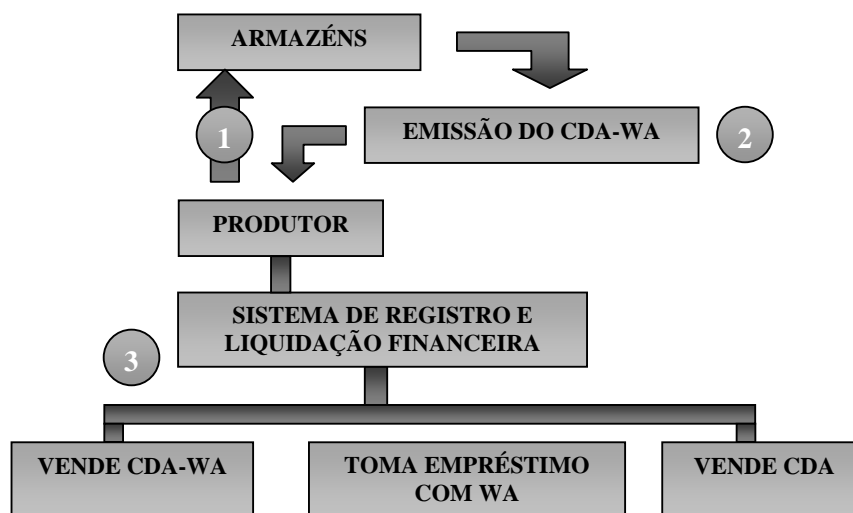 ARMAZÉNS
1
EMISSÃO DO CDA-WA
2
PRODUTOR
SISTEMA DE REGISTRO E
LIQUIDAÇÃO FINANCEIRA
3
VENDE CDA-WA
TOMA EMPRÉSTIMO
COM WA
VENDE CDA